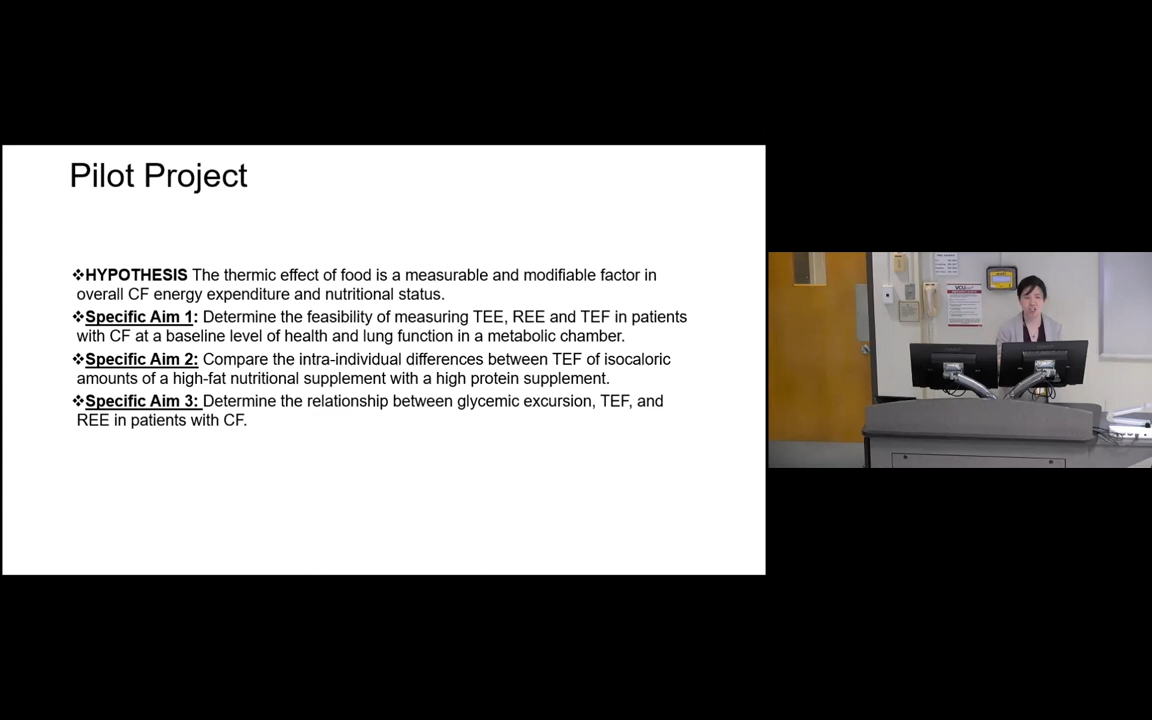 Pilot Project
❖HYPOTHESIS The thermic effect of food is a measurable and modifiable factor in
overall CF energy expenditure and nutritional status.
❖Specific Aim 1: Determine the feasibility of measuring TEE, REE and TEF in patients
with CF at a baseline level of health and lung function in a metabolic chamber.
❖Specific Aim 2: Compare the intra-individual differences between TEF of isocaloric
amounts of a high-fat nutritional supplement with a high protein supplement.
❖Specific Aim 3: Determine the relationship between glycemic excursion, TEF, and
REE in patients with CF.
VCU